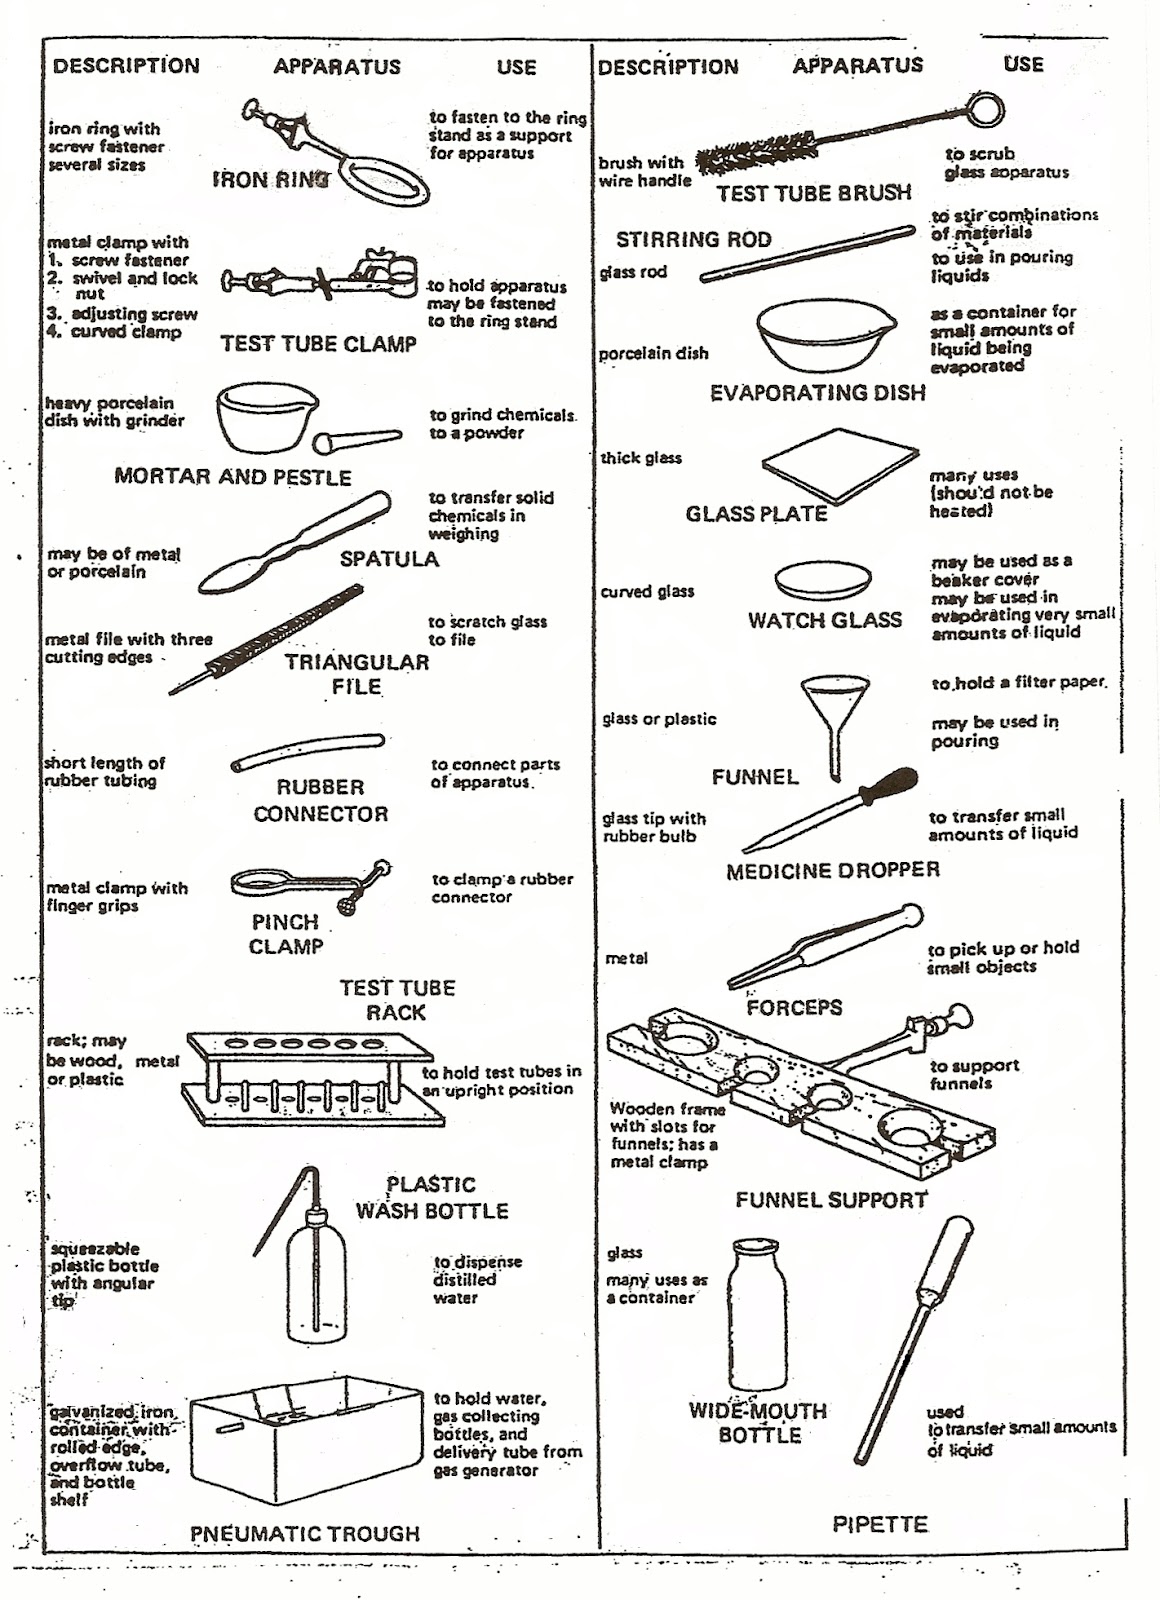 DESCRIPTION APPARATUS USE
iron ring with
screw fastener
several sizes
IRON RING
to fasten to the ring
stand as a support
for apparatus
metal clamp with
1. screw fastener
2. swivel and lock
nut
3. adjusting screw
4. curved clamp
TEST TUBE CLAMP
to hold apparatus
may be fastened
to the ring stand
heavy porcelain
dish with grinder
MORTAR AND PESTLE
to grind chemicals
to a powder
may be of metal
or porcelain
SPATULA
to transfer solid
chemicals in
weighing
metal file with three
cutting edges
TRIANGULAR
FILE
to scratch glass
to file
short length of
rubber tubing
RUBBER
CONNECTOR
to connect parts
of apparatus.
metal clamp with
finger grips
PINCH
CLAMP
to clamp a rubber
connector
TEST TUBE
RACK
rack; may
be wood, metal
or plastic
to hold test tubes in
an upright position
PLASTIC
WASH BOTTLE
squeezable
plastic bottle
with angular
tip
to dispense
distilled
water
galvanized iron
container with
rolled edge,
overflow tube,
and bottle
shelf
PNEUMATIC TROUGH
to hold water,
gas collecting
bottles, and
delivery tube from
gas generator
DESCRIPTION APPARATUS USE
brush with
wire handle
TEST TUBE BRUSH
to scrub
glass apparatus
STIRRING ROD
glass rod
to stir combinations
of materials
to use in pouring
liquids
porcelain dish
EVAPORATING DISH
as a container for
small amounts of
liquid being
evaporated
thick glass
GLASS PLATE
many uses
(should not be
heated)
curved glass
WATCH GLASS
may be used as a
beaker cover
may be used in
evaporating very small
amounts of liquid
glass or plastic
FUNNEL
to hold a filter paper.
may be used in
pouring
glass tip with
rubber bulb
MEDICINE DROPPER
to transfer small
amounts of liquid
metal
FORCEPS
to pick up or hold
small objects
Wooden frame
with slots for
funnels; has a
metal clamp
FUNNEL SUPPORT
to support
funnels
glass
many uses as
a container
WIDE-MOUTH
BOTTLE
used
to transfer small amounts
of liquid
PIPETTE